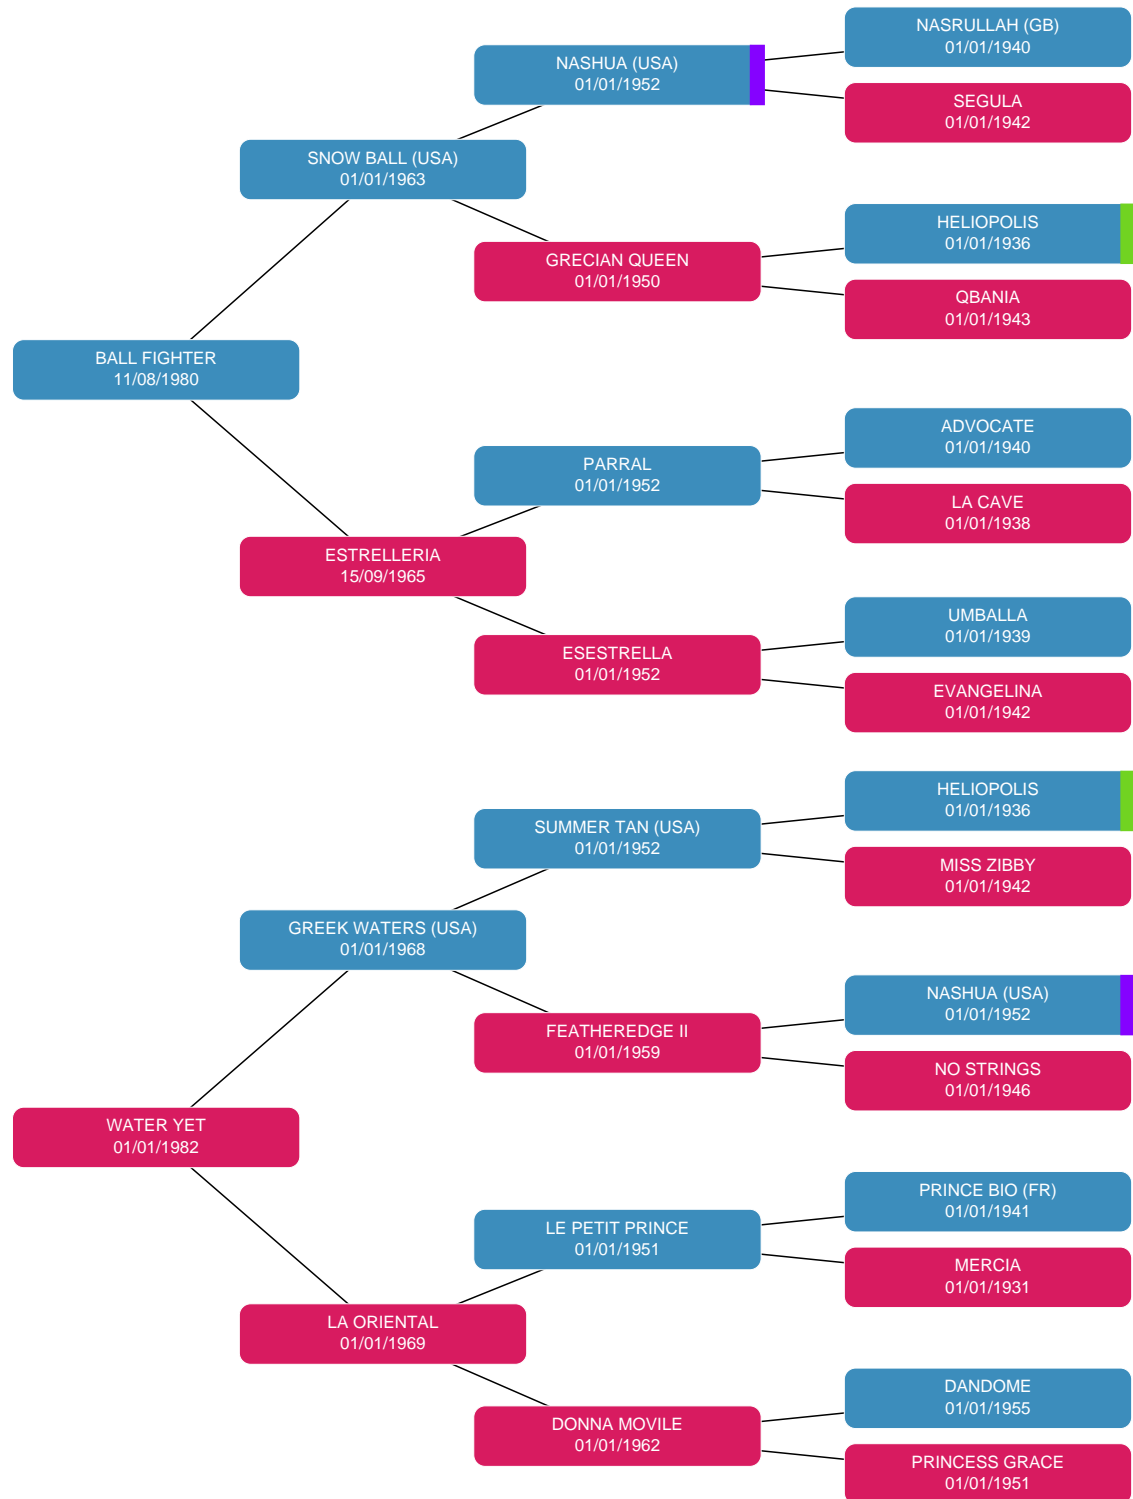 NASRULLAH (GB)
01/01/1940
NASHUA (USA)
01/01/1952
SEGULA
01/01/1942
SNOW BALL (USA)
01/01/1963
HELIOPOLIS
01/01/1936
GRECIAN QUEEN
01/01/1950
QBANIA
01/01/1943
BALL FIGHTER
11/08/1980
ADVOCATE
01/01/1940
PARRAL
01/01/1952
LA CAVE
01/01/1938
ESTRELLERIA
15/09/1965
UMBALLA
01/01/1939
ESESTRELLA
01/01/1952
EVANGELINA
01/01/1942
HELIOPOLIS
01/01/1936
SUMMER TAN (USA)
01/01/1952
MISS ZIBBY
01/01/1942
GREEK WATERS (USA)
01/01/1968
NASHUA (USA)
01/01/1952
FEATHEREDGE II
01/01/1959
NO STRINGS
01/01/1946
WATER YET
01/01/1982
PRINCE BIO (FR)
01/01/1941
LE PETIT PRINCE
01/01/1951
MERCIA
01/01/1931
LA ORIENTAL
01/01/1969
DANDOME
01/01/1955
DONNA MOVILE
01/01/1962
PRINCESS GRACE
01/01/1951